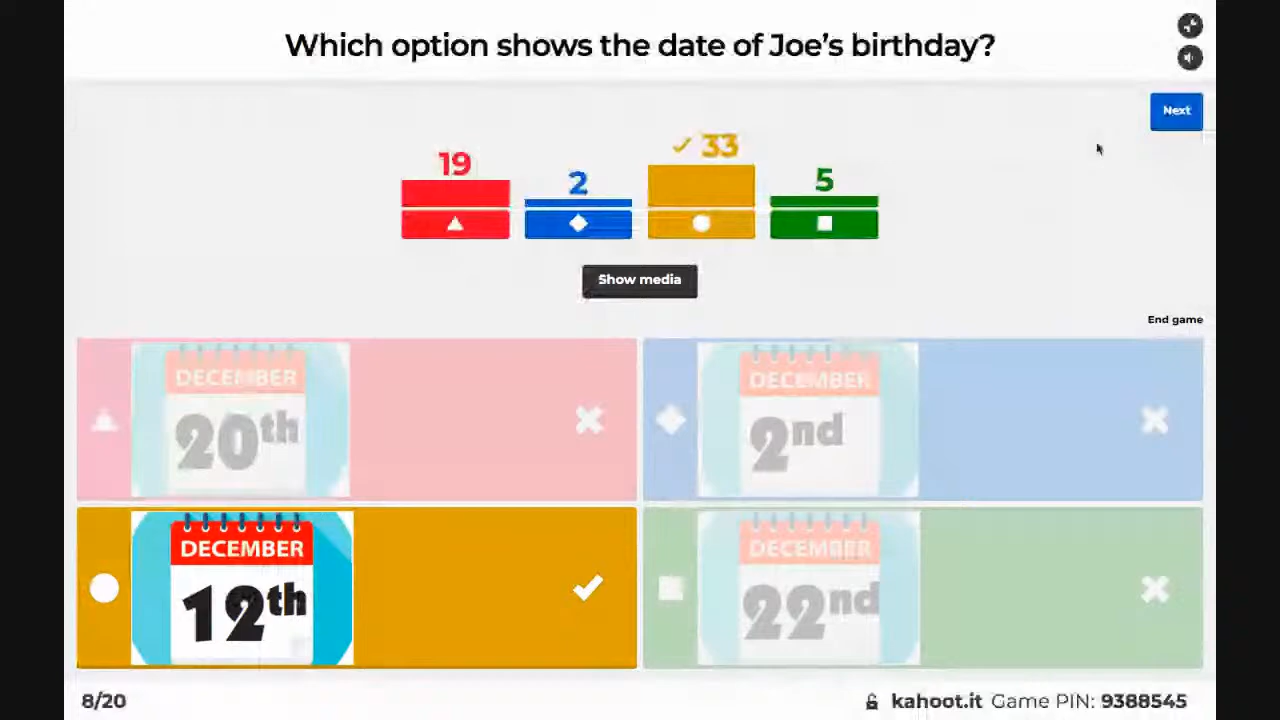 Which option shows the date of Joe's birthday?
Next
19
2
33
5
Show media
End game
DECEMBER
20th
DECEMBER
2nd
DECEMBER
12th
DECEMBER
22nd
8/20
kahoot.it Game PIN: 9388545